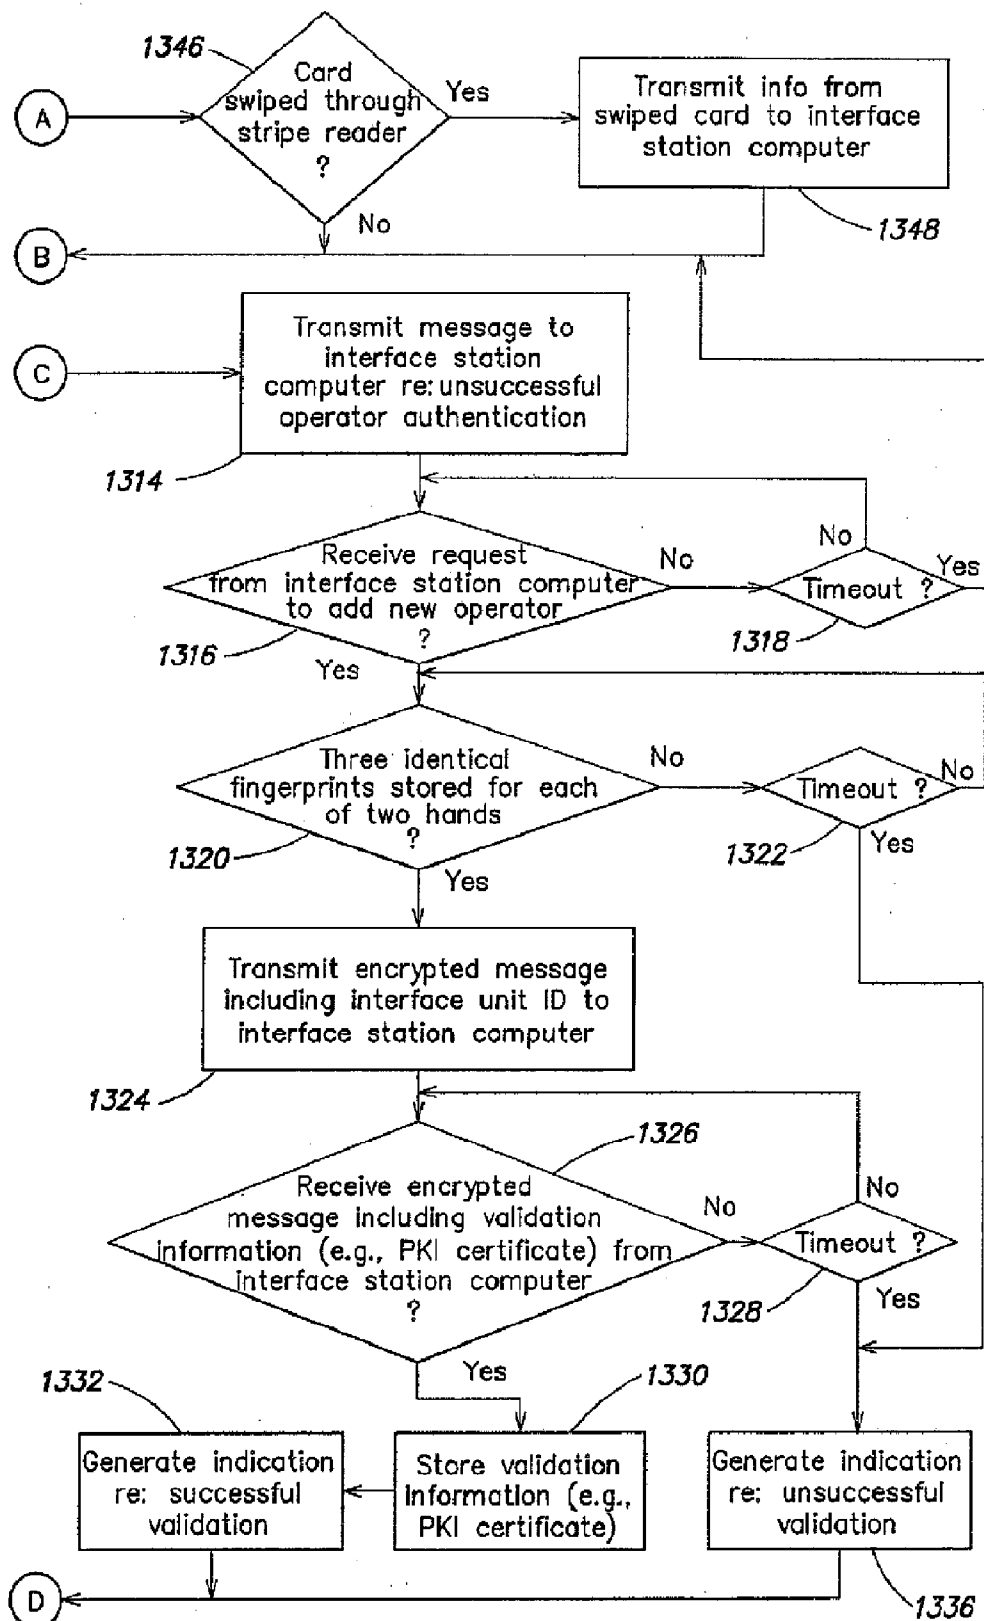 1346
Card
swiped through
stripe reader
?
Yes
A
Transmit info from
swiped card to interface
station computer
No
1348
B
Transmit message to
interface station
computer re: unsuccessful
operator authentication
C
1314
No
Receive request
from interface station computer
to add new operator
?
No
Timeout ?
Yes
1316
1318
Yes
Three identical
fingerprints stored for each
of two hands
?
No
Timeout ?
No
1320
1322
Yes
Yes
Transmit encrypted message
including interface unit ID to
interface station computer
1324
1326
Receive encrypted
message including validation
information (e.g., PKI certificate) from
interface station computer
?
No
No
Timeout ?
1328
Yes
Yes
1332
1330
Generate indication
re: successful
validation
Store validation
information (e.g.,
PKI certificate)
Generate indication
re: unsuccessful
validation
D
1336